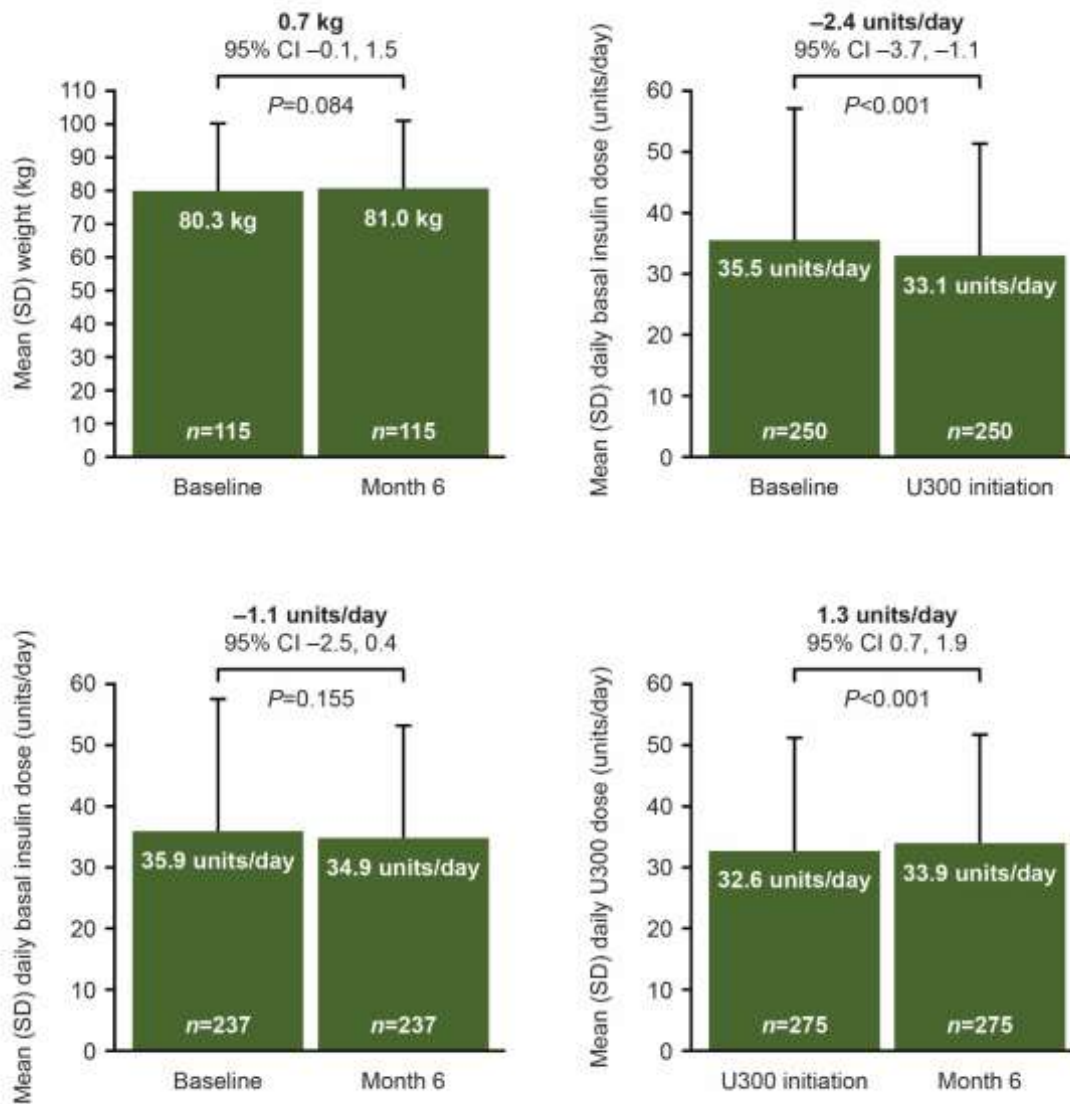 0.7 kg
95% CI –0.1, 1.5
P=0.084
Mean (SD) weight (kg)
110
100
90
80
70
60
50
40
30
20
10
0
80.3 kg
81.0 kg
n=115
n=115
Baseline
Month 6
–2.4 units/day
95% CI –3.7, –1.1
P<0.001
Mean (SD) daily basal insulin dose (units/day)
60
50
40
30
20
10
0
35.5 units/day
33.1 units/day
n=250
n=250
Baseline
U300 initiation
–1.1 units/day
95% CI –2.5, 0.4
P=0.155
Mean (SD) daily basal insulin dose (units/day)
60
50
40
30
20
10
0
35.9 units/day
34.9 units/day
n=237
n=237
Baseline
Month 6
1.3 units/day
95% CI 0.7, 1.9
P<0.001
Mean (SD) daily U300 dose (units/day)
60
50
40
30
20
10
0
32.6 units/day
33.9 units/day
n=275
n=275
U300 initiation
Month 6